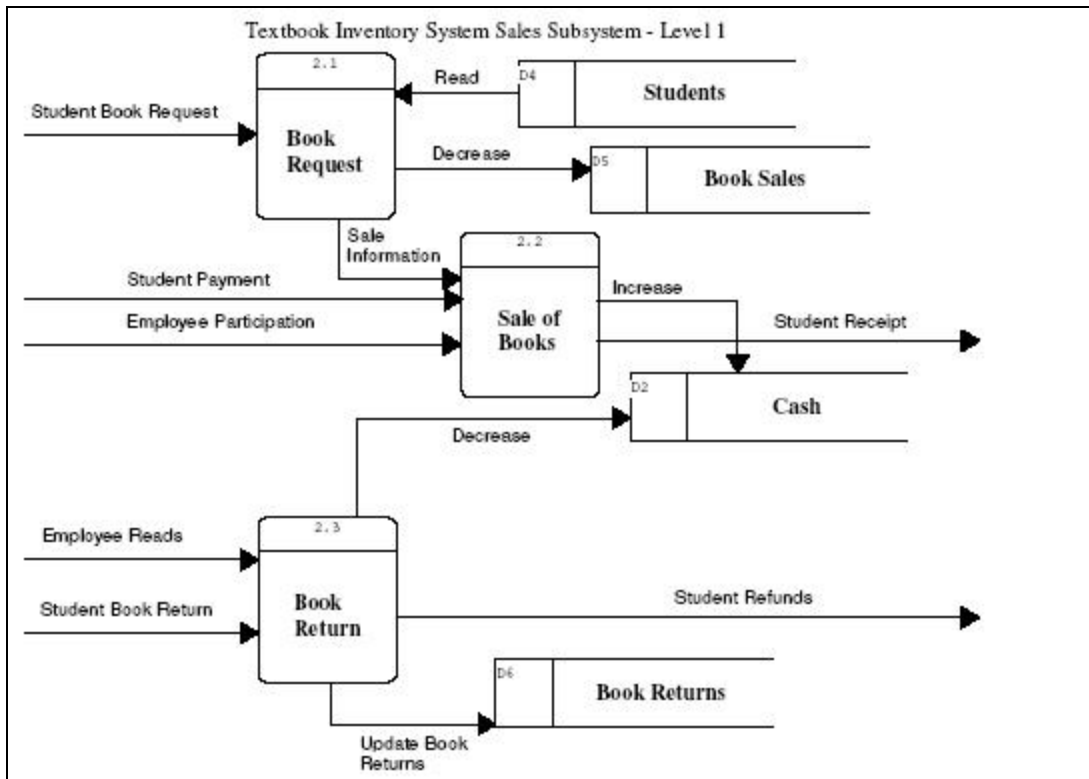 Textbook Inventory System Sales Subsystem - Level 1
2.1
Book
Request
Student Book Request
Read
D4
Students
Decrease
D5
Book Sales
Sale
Information
2.2
Sale of
Books
Student Payment
Employee Participation
Increase
Student Receipt
D2
Cash
Decrease
2.3
Book
Return
Employee Reads
Student Book Return
Student Refunds
D6
Book Returns
Update Book
Returns